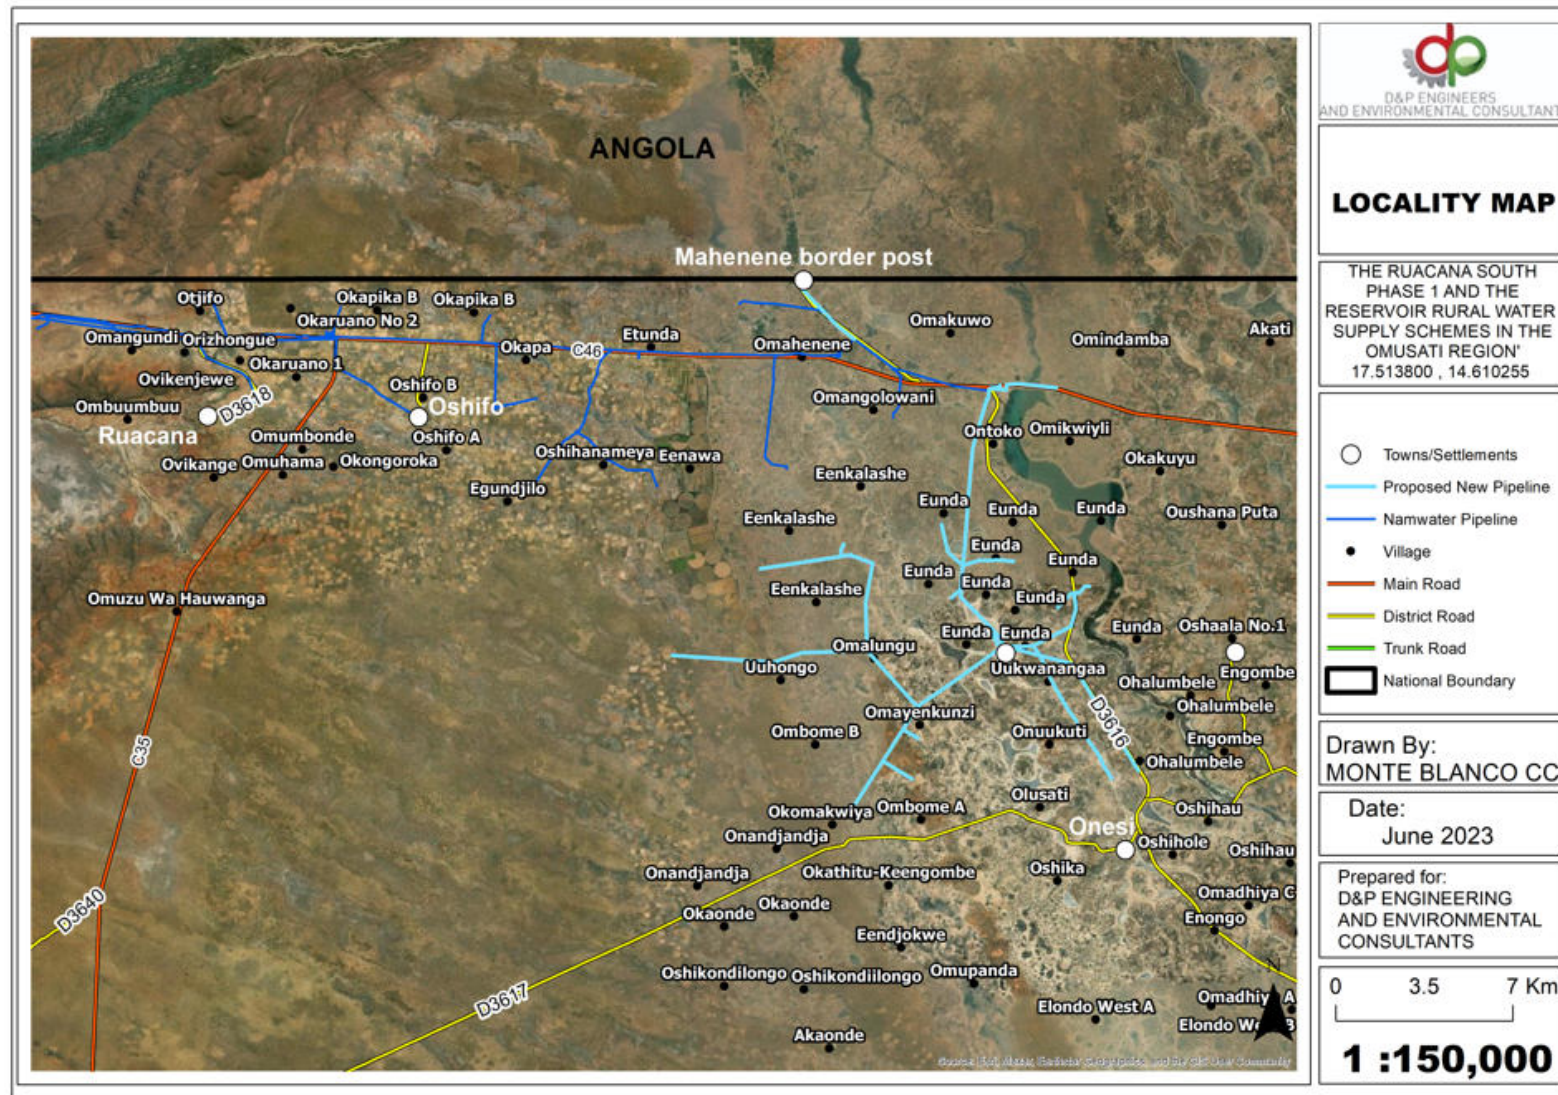 ANGOLA
Mahenene border post
Otjifo
Okapika B
Okapika B
Okaruano No 2
Omangundi
Orizhongue
Okaruano 1
Etunda
Okapa
C46
Omahenene
Omakuwo
Omindamba
Akati
Ovikenjewe
D3618
Oshifo B
Oshifo
Omangolowani
Ombuumbuu
Ruacana
Omumbonde
Oshifo A
Ontoko
Omikwiyli
Ovikange
Omuhama
Okongoroka
Oshihanameya
Eenawa
Okakuyu
Egundjilo
Eenkalashe
Eunda
Eunda
Eunda
Oushana Puta
Eenkalashe
Eunda
Eunda
Eunda
Eunda
Eenkalashe
Eunda
Omuzu Wa Hauwanga
Eunda
Eunda
Eunda
Oshaala No.1
Omalungu
Uuhongo
Uukwanangaa
Ohalumbele
Engombe
Omayenkunzi
D3616
Ohalumbele
Ombome B
Onuukuti
Engombe
C35
Ohalumbele
Okomakwiya
Ombome A
Olusati
Oshihau
Onandjandja
Onesi
Oshihole
Oshihau
Onandjandja
Okathitu-Keengombe
Oshika
Omadhiya C
D3640
Okaonde
Okaonde
Enongo
Eendjokwe
Oshikondilongo
Oshikondiilongo
Omupanda
D3617
Elondo West A
Omadhiya A
Akaonde
N
dp
D&P ENGINEERS
AND ENVIRONMENTAL CONSULTANT
LOCALITY MAP
THE RUACANA SOUTH
PHASE 1 AND THE
RESERVOIR RURAL WATER
SUPPLY SCHEMES IN THE
OMUSATI REGION'
17.513800 , 14.610255
Towns/Settlements
Proposed New Pipeline
Namwater Pipeline
Village
Main Road
District Road
Trunk Road
National Boundary
Drawn By:
MONTE BLANCO CC
Date:
June 2023
Prepared for:
D&P ENGINEERING
AND ENVIRONMENTAL
CONSULTANTS
0 3.5 7 Km
1 :150,000